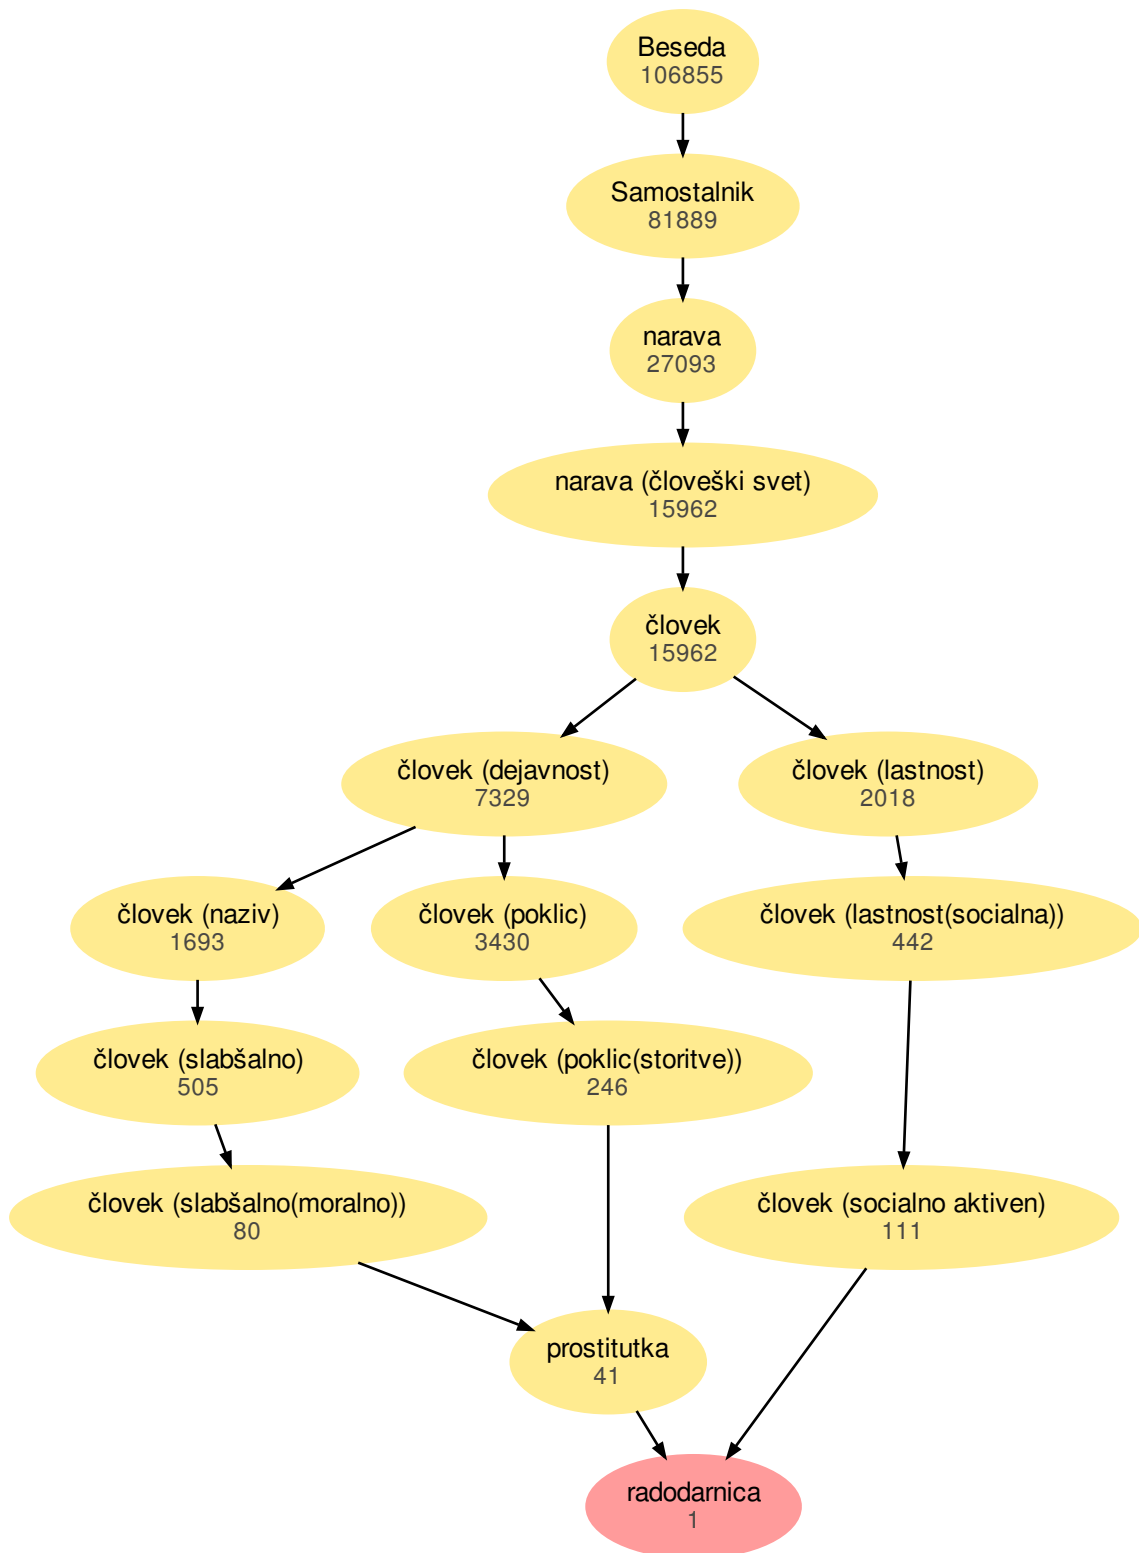 Beseda
106855
Samostalnik
81889
narava
27093
narava (človeški svet)
15962
človek
15962
človek (dejavnost)
7329
človek (lastnost)
2018
človek (naziv)
1693
človek (poklic)
3430
človek (lastnost(socialna))
442
človek (slabšalno)
505
človek (poklic(storitve))
246
človek (slabšalno(moralno))
80
človek (socialno aktiven)
111
prostitutka
41
radodarnica
1